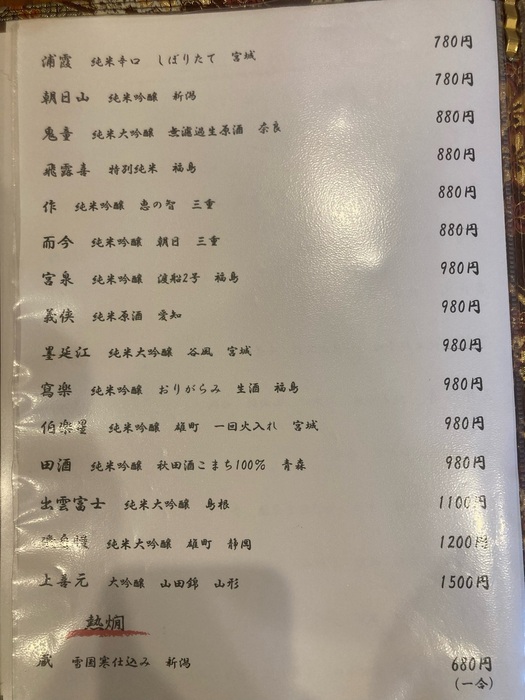 浦霞 純米辛口 しぼりたて 宮城 780円
朝日山 純米吟醸 新潟 780円
鬼童 純米大吟醸 無濾過生原酒 奈良 880円
飛露喜 特別純米 福島 880円
作 純米吟醸 恵の智 三重 880円
而今 純米吟醸 朝日 三重 880円
宮泉 純米吟醸 渡船2号 福島 980円
義侠 純米原酒 愛知 980円
墨廼江 純米大吟醸 谷風 宮城 980円
寫楽 純米吟醸 おりがらみ 生酒 福島 980円
伯楽星 純米吟醸 雄町 一回火入れ 宮城 980円
田酒 純米吟醸 秋田酒こまち100% 青森 980円
出雲富士 純米大吟醸 島根 1100円
純米大吟醸 雄町 静岡 1200円
上喜元 大吟醸 山田錦 山形 1500円
熱燗
蔵 雪国寒仕込み 新潟 680円
(一合)